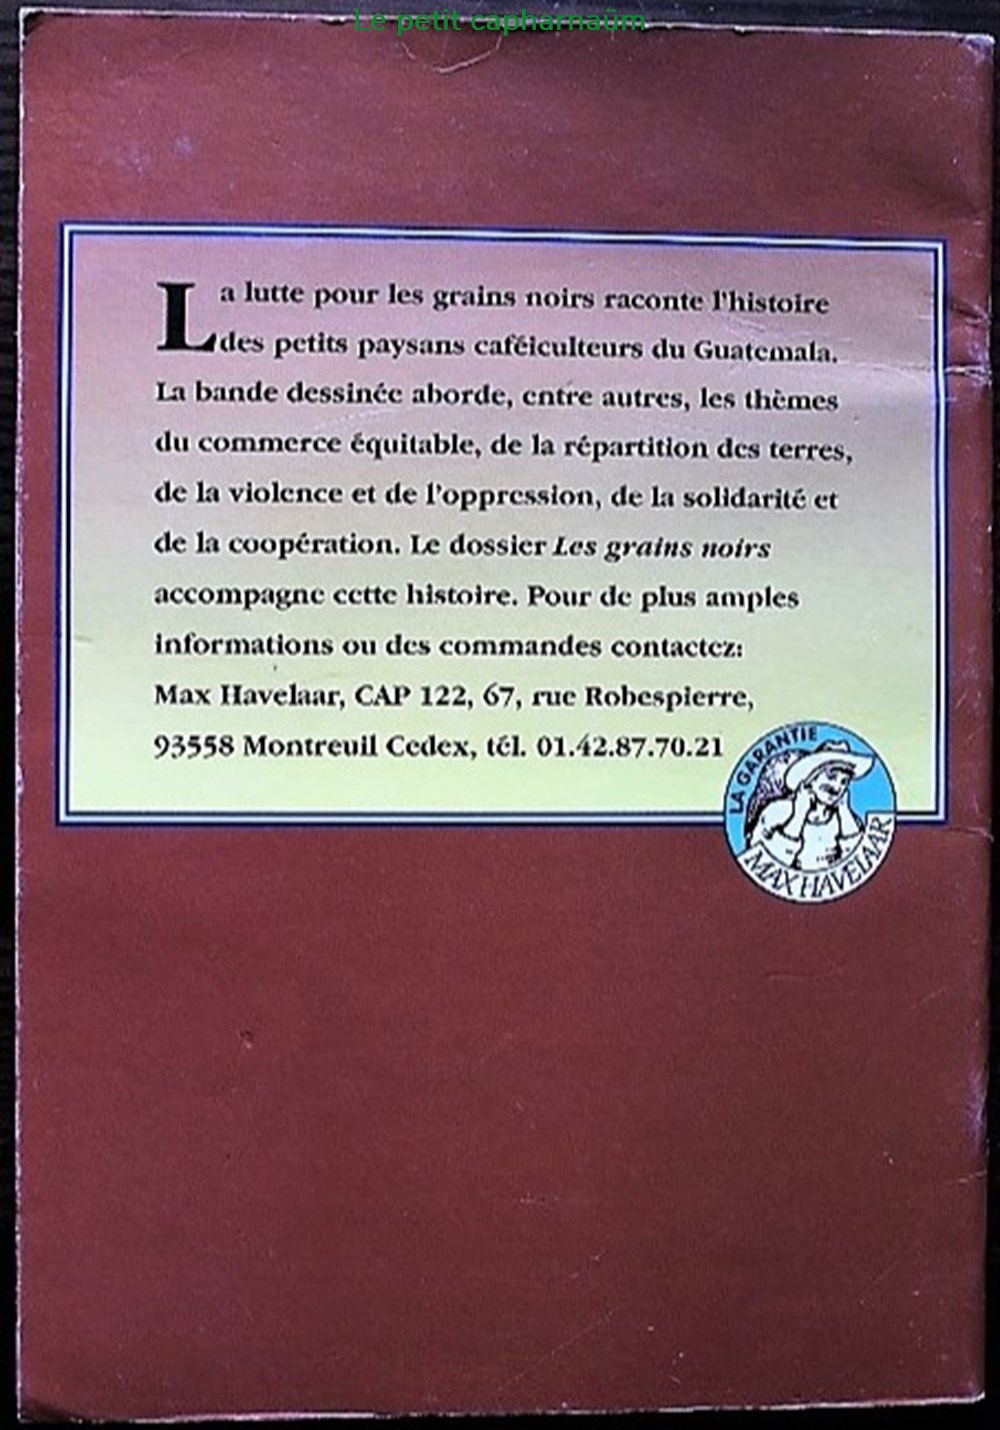 Le petit capharnaüm
La lutte pour les grains noirs raconte l'histoire
des petits paysans caféiculteurs du Guatemala.
La bande dessinée aborde, entre autres, les thèmes
du commerce équitable, de la répartition des terres,
de la violence et de l'oppression, de la solidarité et
de la coopération. Le dossier Les grains noirs
accompagne cette histoire. Pour de plus amples
informations ou des commandes contactez:
Max Havelaar, CAP 122, 67, rue Robespierre,
93558 Montreuil Cedex, tél. 01.42.87.70.21
LA GARANTIE
MAX HAVELAAR